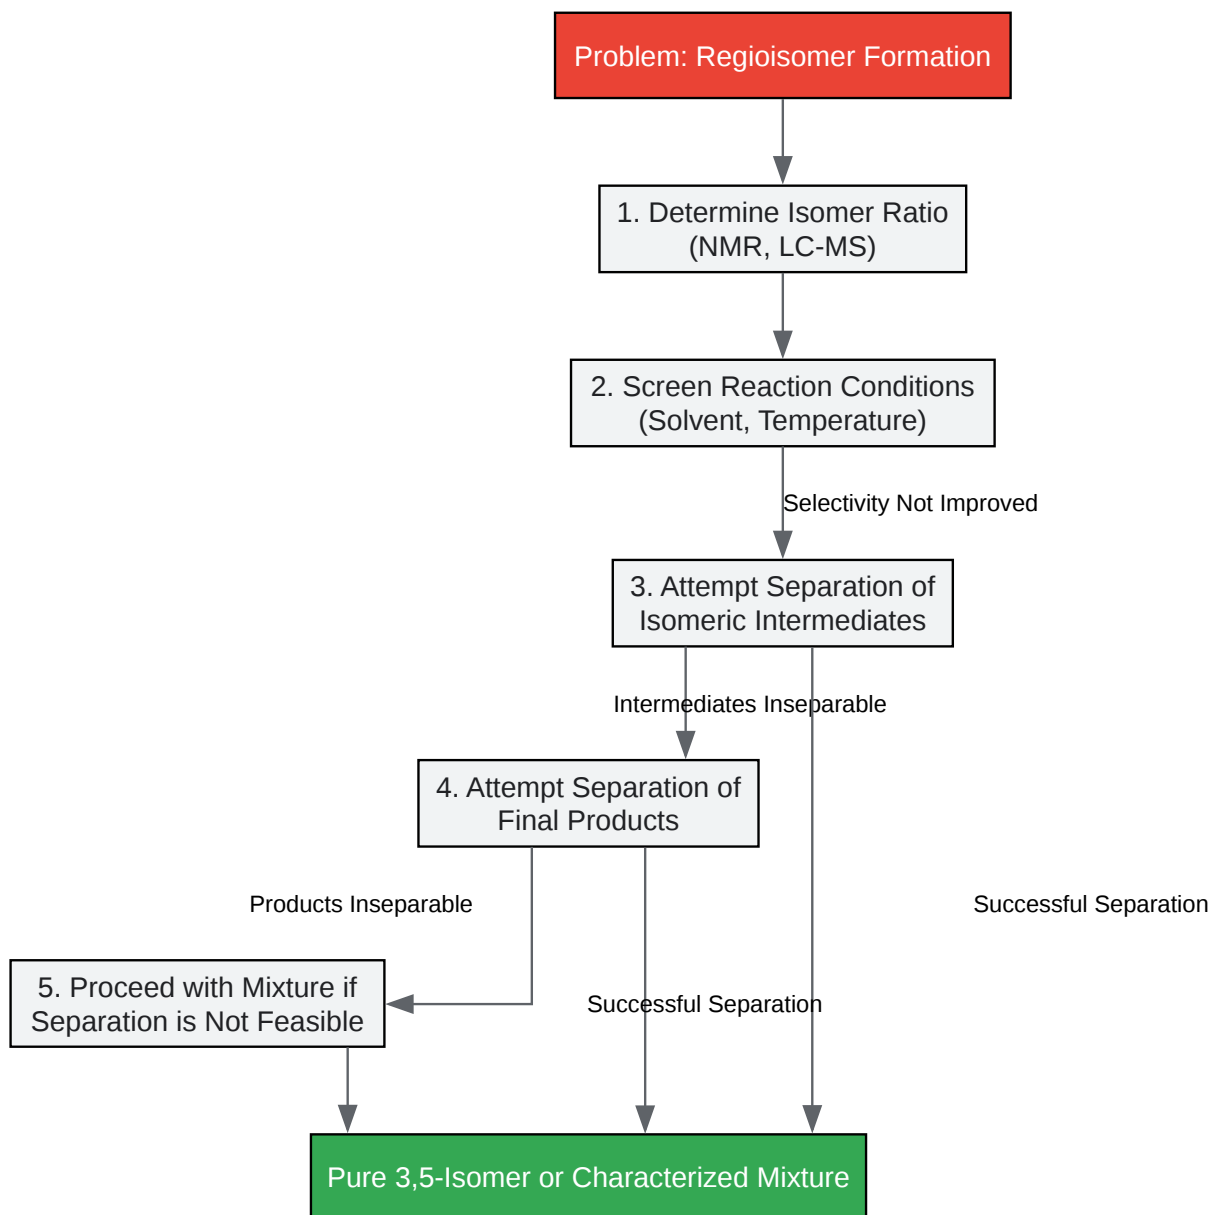 Problem: Regioisomer Formation
1. Determine Isomer Ratio
(NMR, LC-MS)
2. Screen Reaction Conditions
(Solvent, Temperature)
Selectivity Not Improved
3. Attempt Separation of
Isomeric Intermediates
Intermediates Inseparable
4. Attempt Separation of
Final Products
Products Inseparable
Successful Separation
5. Proceed with Mixture if
Separation is Not Feasible
Successful Separation
Pure 3,5-Isomer or Characterized Mixture